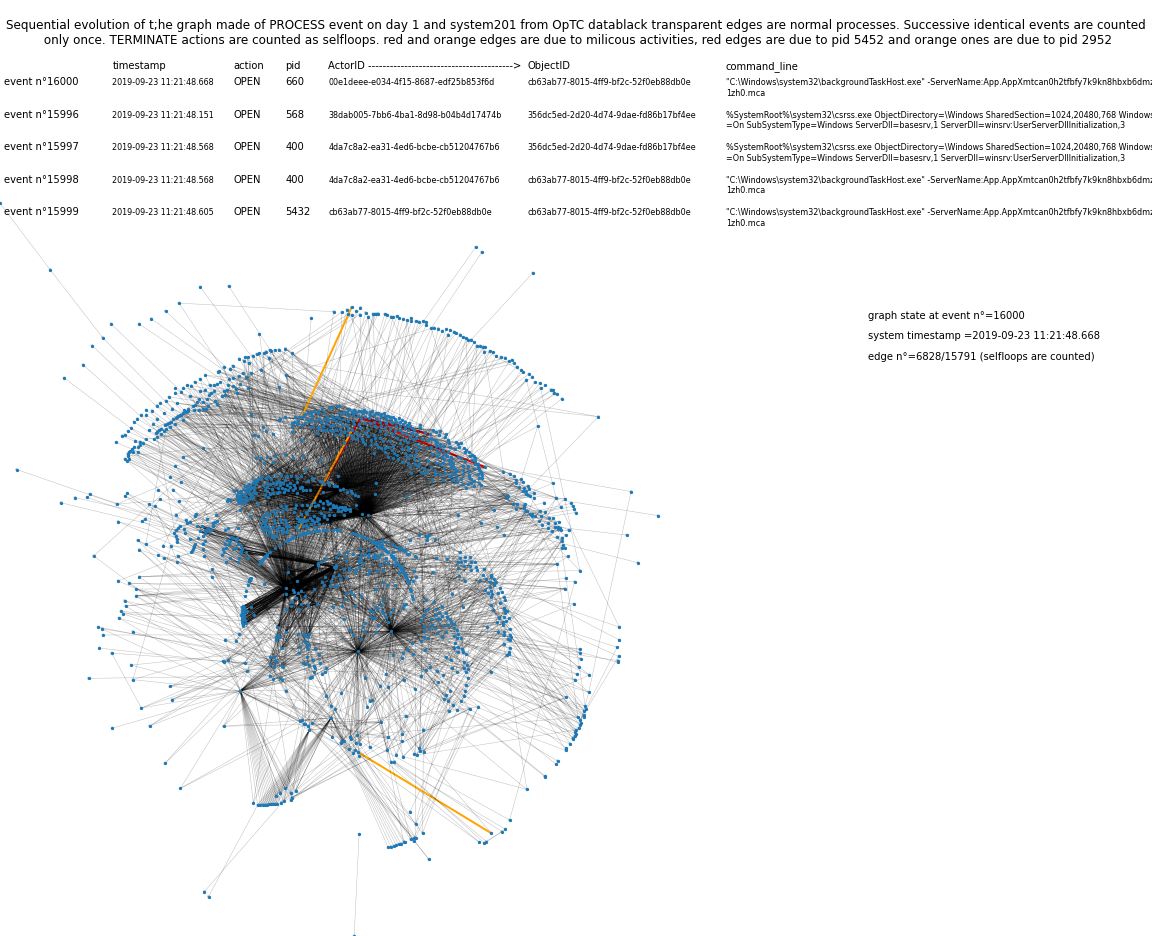 Sequential evolution of t;he graph made of PROCESS event on day 1 and system201 from OpTC datablack transparent edges are normal processes. Successive identical events are counted
only once. TERMINATE actions are counted as selfloops. red and orange edges are due to milicous activities, red edges are due to pid 5452 and orange ones are due to pid 2952
timestamp action pid ActorID ----------------------------------------> ObjectID command_line
event n°16000 2019-09-23 11:21:48.668 OPEN 660 00e1deee-e034-4f15-8687-edf25b853f6d cb63ab77-8015-4ff9-bf2c-52f0eb88db0e "C:\Windows\system32\backgroundTaskHost.exe" -ServerName:App.AppXmtcan0h2tfbfy7k9kn8hbxb6dmz
1zh0.mca
event n°15996 2019-09-23 11:21:48.151 OPEN 568 38dab005-7bb6-4ba1-8d98-b04b4d17474b 356dc5ed-2d20-4d74-9dae-fd86b17bf4ee %SystemRoot%\system32\csrss.exe ObjectDirectory=\Windows SharedSection=1024,20480,768 Windows
=On SubSystemType=Windows ServerDll=basesrv,1 ServerDll=winsrv:UserServerDllInitialization,3
event n°15997 2019-09-23 11:21:48.568 OPEN 400 4da7c8a2-ea31-4ed6-bcbe-cb51204767b6 356dc5ed-2d20-4d74-9dae-fd86b17bf4ee %SystemRoot%\system32\csrss.exe ObjectDirectory=\Windows SharedSection=1024,20480,768 Windows
=On SubSystemType=Windows ServerDll=basesrv,1 ServerDll=winsrv:UserServerDllInitialization,3
event n°15998 2019-09-23 11:21:48.568 OPEN 400 4da7c8a2-ea31-4ed6-bcbe-cb51204767b6 cb63ab77-8015-4ff9-bf2c-52f0eb88db0e "C:\Windows\system32\backgroundTaskHost.exe" -ServerName:App.AppXmtcan0h2tfbfy7k9kn8hbxb6dmz
1zh0.mca
event n°15999 2019-09-23 11:21:48.605 OPEN 5432 cb63ab77-8015-4ff9-bf2c-52f0eb88db0e cb63ab77-8015-4ff9-bf2c-52f0eb88db0e "C:\Windows\system32\backgroundTaskHost.exe" -ServerName:App.AppXmtcan0h2tfbfy7k9kn8hbxb6dmz
1zh0.mca
graph state at event n°=16000
system timestamp =2019-09-23 11:21:48.668
edge n°=6828/15791 (selfloops are counted)